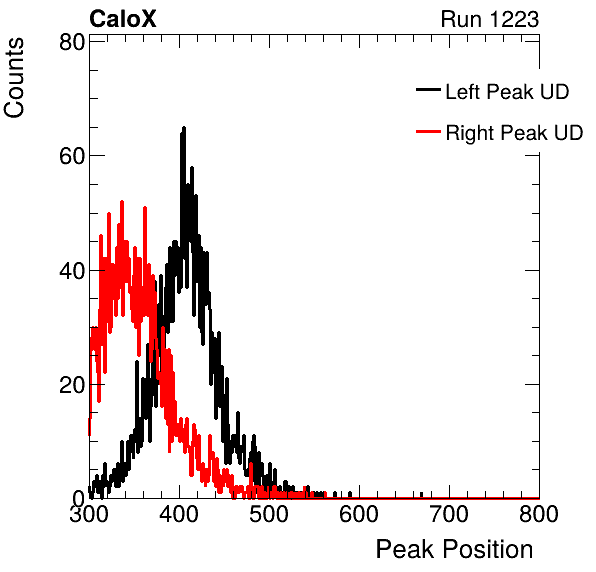 CaloX
Run 1223
Counts
80
60
40
20
0
Left Peak UD
Right Peak UD
300 400 500 600 700 800
Peak Position